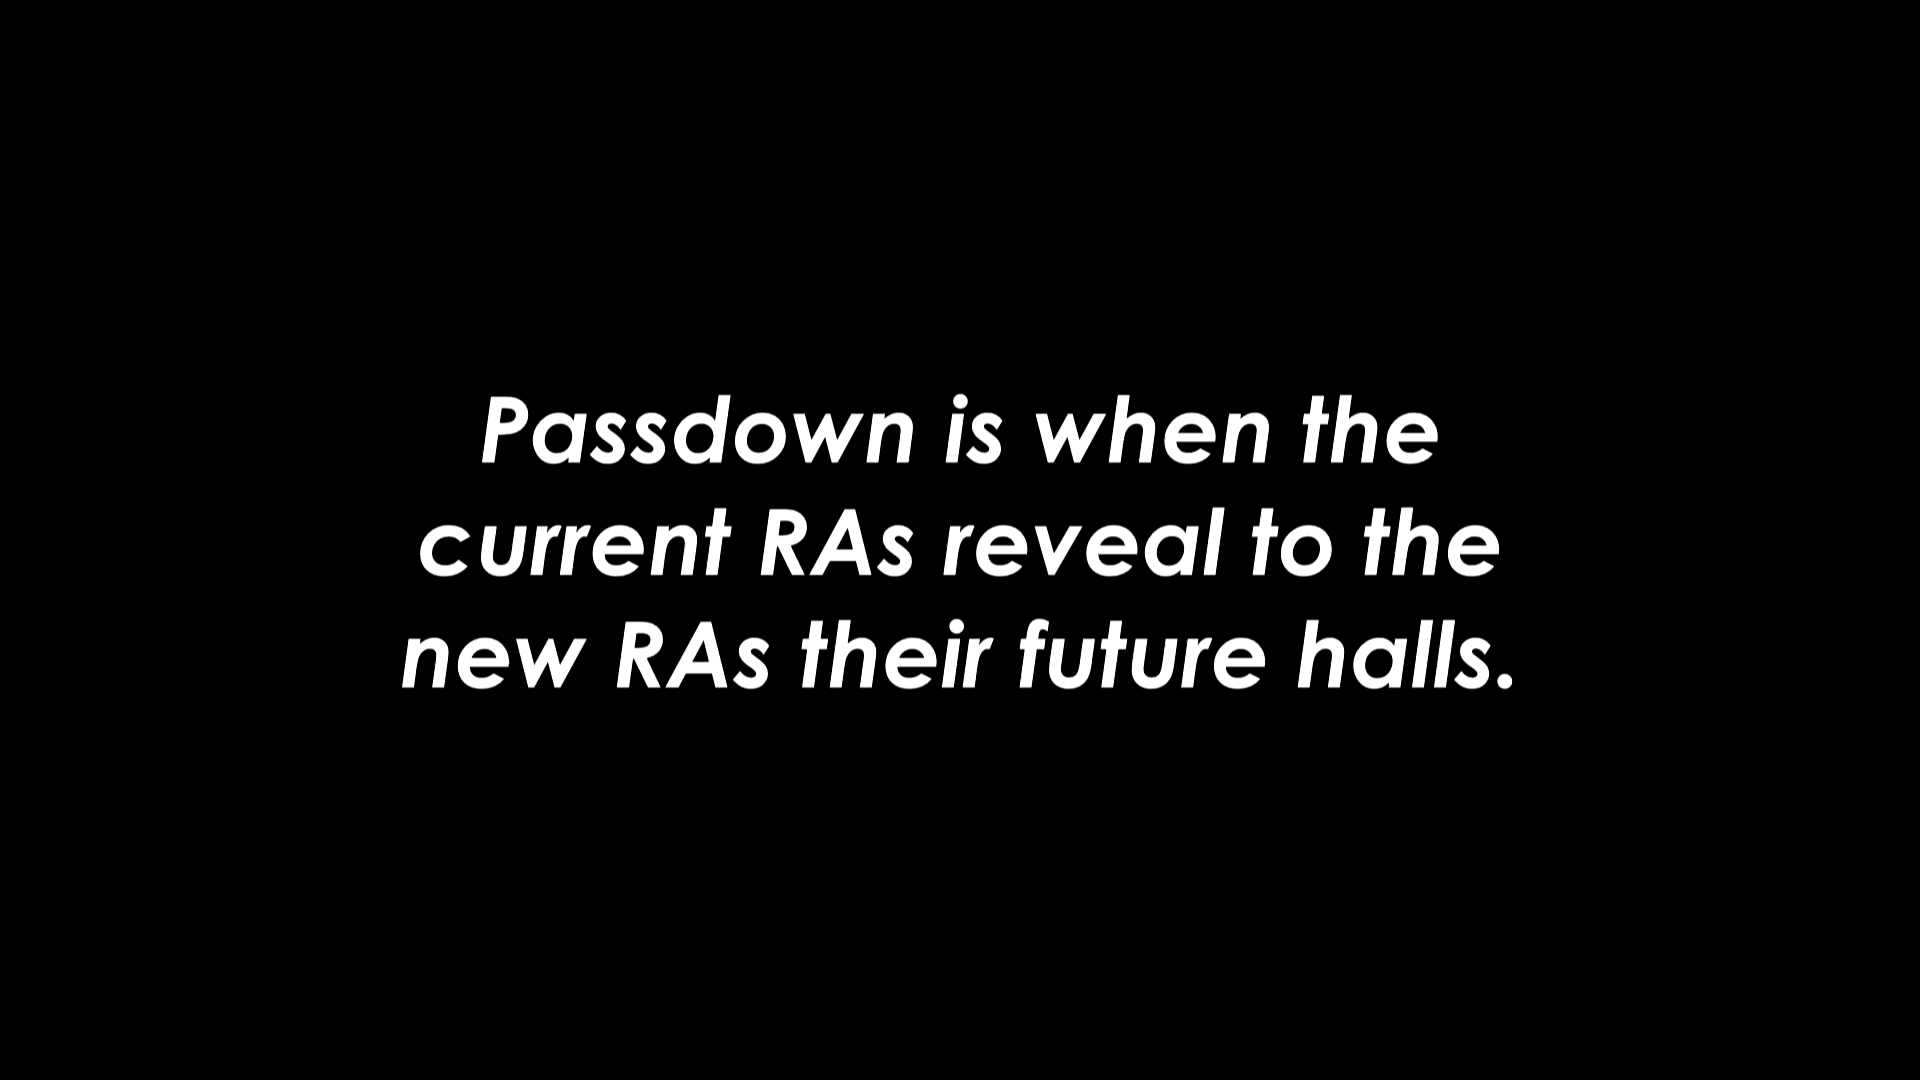 Passdown is when the
current RAs reveal to the
new RAs their future halls.